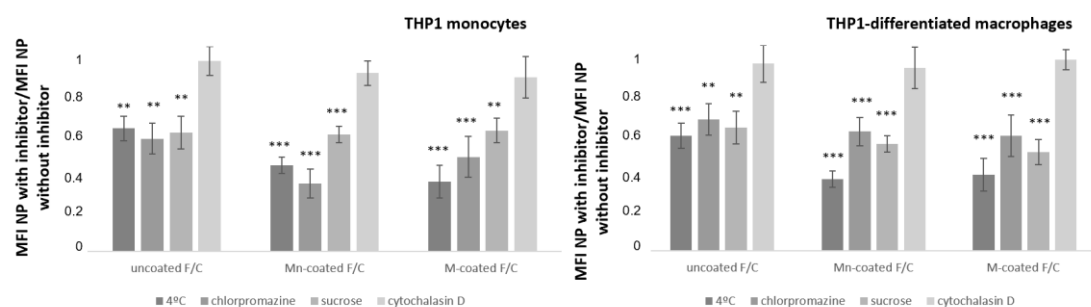 THP1 monocytes
MFI NP with inhibitor/MFI NP
without inhibitor
1
0.8
0.6
0.4
0.2
0
** ** **
*** *** ***
*** *** **
uncoated F/C Mn-coated F/C M-coated F/C
4ºC chlorpromazine sucrose cytochalasin D
THP1-differentiated macrophages
MFI NP with inhibitor/MFI NP
without inhibitor
1
0.8
0.6
0.4
0.2
0
*** ** **
*** *** ***
*** *** ***
uncoated F/C Mn-coated F/C M-coated F/C
4ºC chlorpromazine sucrose cytochalasin D